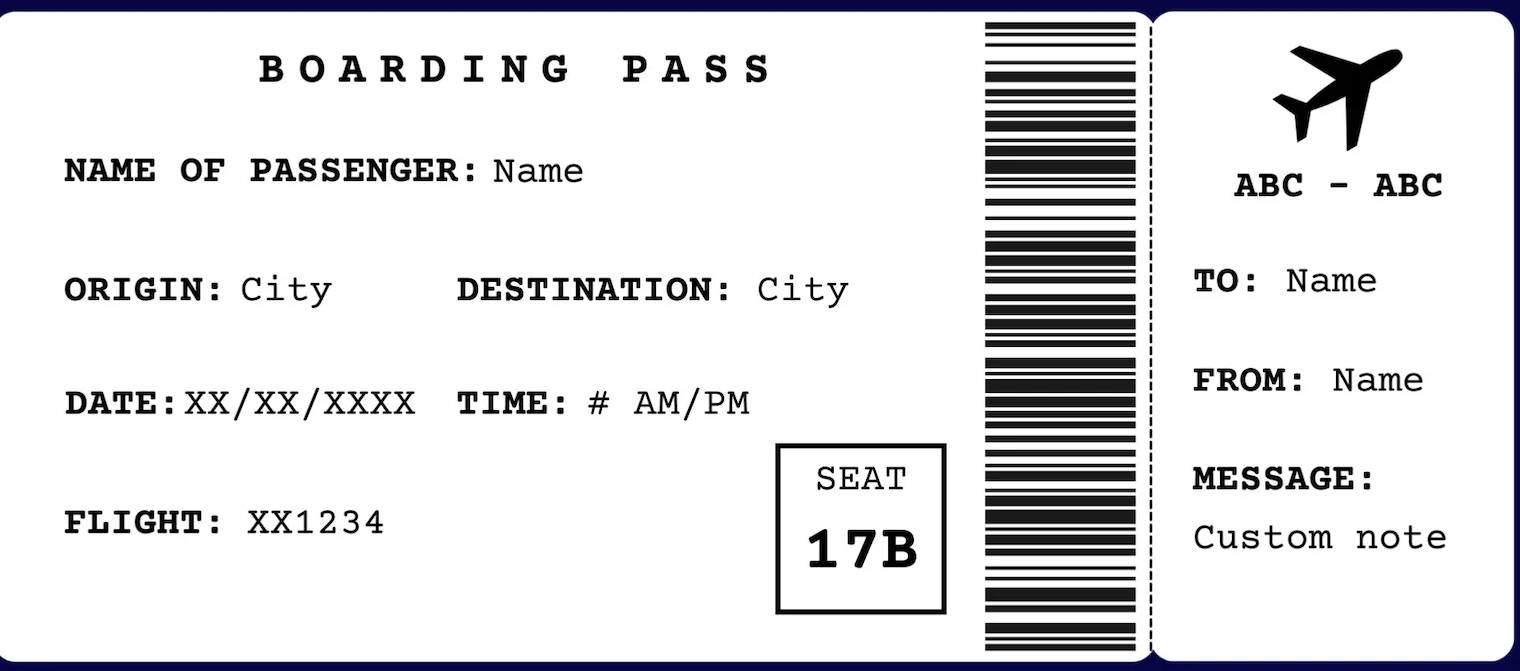 BOARDING PASS
NAME OF PASSENGER: Name
ORIGIN: City DESTINATION: City
DATE: XX/XX/XXXX TIME: # AM/PM
FLIGHT: XX1234
SEAT
17B
ABC - ABC
TO: Name
FROM: Name
MESSAGE:
Custom note